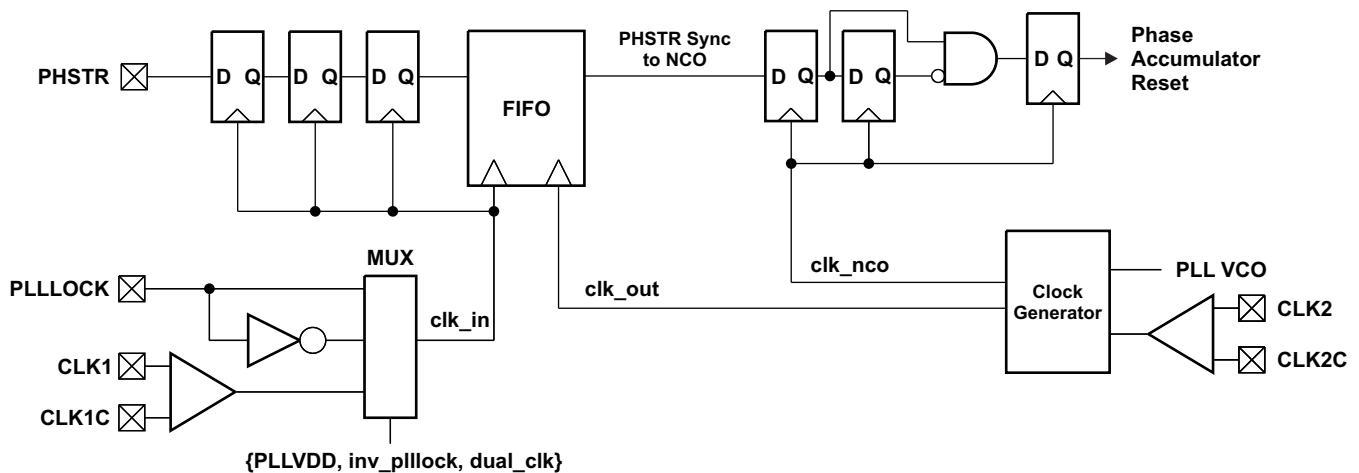 PHSTR
D Q
D Q
D Q
FIFO
PHSTR Sync
to NCO
D Q
D Q
D Q
Phase
Accumulator
Reset
PLLLOCK
MUX
clk_in
clk_out
clk_nco
Clock
Generator
PLL VCO
CLK1
CLK1C
CLK2
CLK2C
{PLLVDD, inv_plllock, dual_clk}